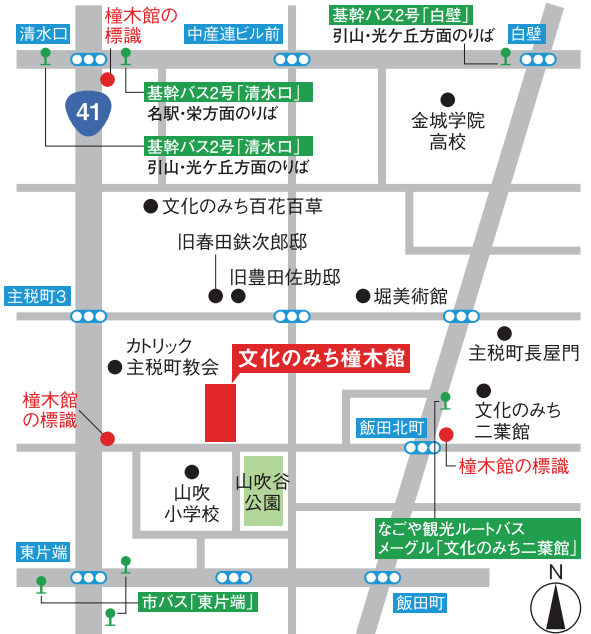 清水口
橦木館の
標識
中産連ビル前
基幹バス2号「白壁」
引山・光ケ丘方面のりば
白壁
41
基幹バス2号「清水口」
名駅・栄方面のりば
基幹バス2号「清水口」
引山・光ケ丘方面のりば
金城学院
高校
文化のみち百花百草
旧春田鉄次郎邸
旧豊田佐助邸
主税町3
堀美術館
カトリック
主税町教会
文化のみち橦木館
主税町長屋門
橦木館
の標識
飯田北町
文化のみち
二葉館
橦木館の標識
山吹
小学校
山吹谷
公園
なごや観光ルートバス
メーグル「文化のみち二葉館」
東片端
市バス「東片端」
飯田町
N